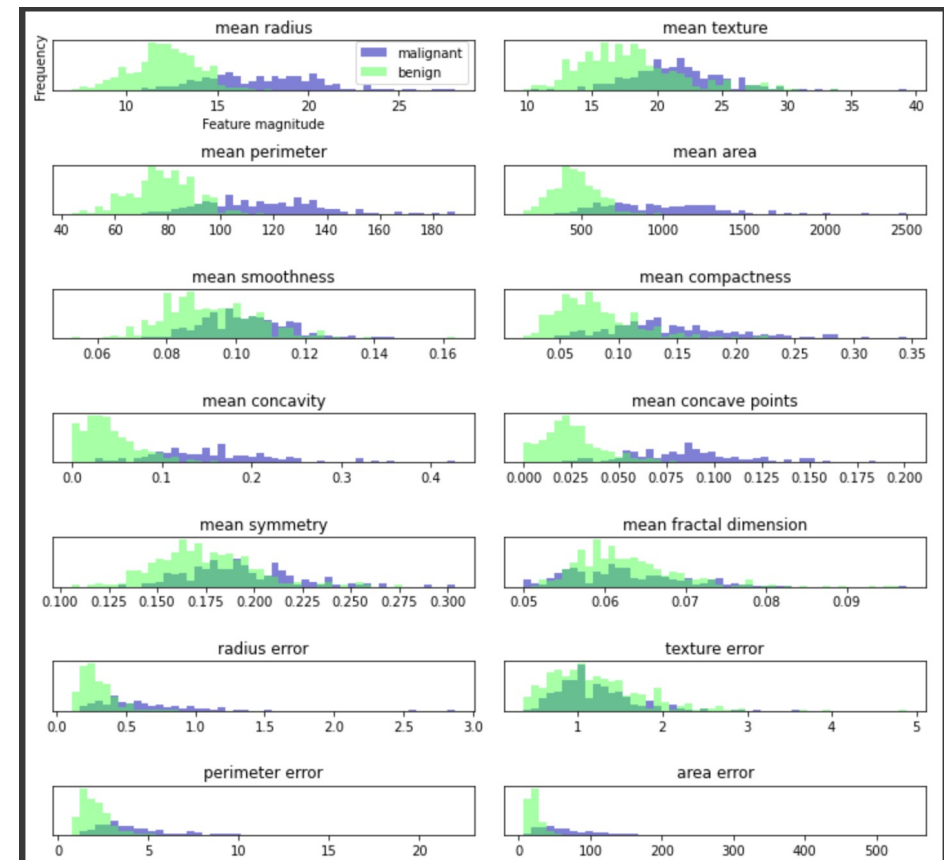 mean radius
mean texture
Frequency
malignant
benign
10 15 20 25
10 15 20 25 30 35 40
Feature magnitude
mean perimeter
mean area
40 60 80 100 120 140 160 180
500 1000 1500 2000 2500
mean smoothness
mean compactness
0.06 0.08 0.10 0.12 0.14 0.16
0.05 0.10 0.15 0.20 0.25 0.30 0.35
mean concavity
mean concave points
0.0 0.1 0.2 0.3 0.4
0.000 0.025 0.050 0.075 0.100 0.125 0.150 0.175 0.200
mean symmetry
mean fractal dimension
0.100 0.125 0.150 0.175 0.200 0.225 0.250 0.275 0.300
0.05 0.06 0.07 0.08 0.09
radius error
texture error
0.0 0.5 1.0 1.5 2.0 2.5 3.0
1 2 3 4 5
perimeter error
area error
0 5 10 15 20
0 100 200 300 400 500